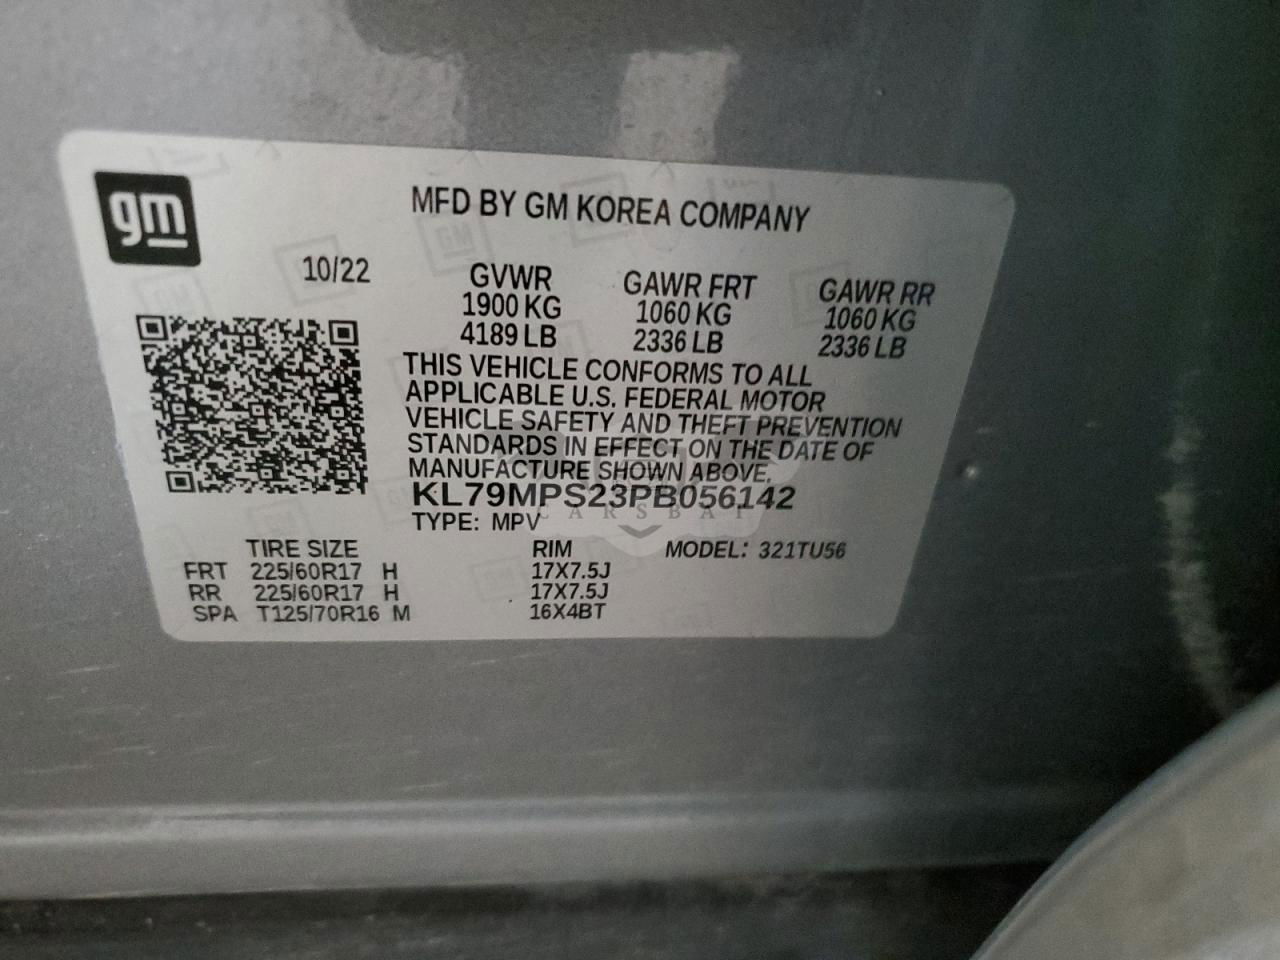 gm
MFD BY GM KOREA COMPANY
10/22
GVWR GAWR FRT GAWR RR
1900 KG 1060 KG 1060 KG
4189 LB 2336 LB 2336 LB
THIS VEHICLE CONFORMS TO ALL
APPLICABLE U.S. FEDERAL MOTOR
VEHICLE SAFETY AND THEFT PREVENTION
STANDARDS IN EFFECT ON THE DATE OF
MANUFACTURE SHOWN ABOVE.
KL79MPS23PB056142
CARSBAT
TYPE: MPV
TIRE SIZE RIM MODEL: 321TU56
FRT 225/60R17 H 17X7.5J
RR 225/60R17 H 17X7.5J
SPA T125/70R16 M 16X4BT